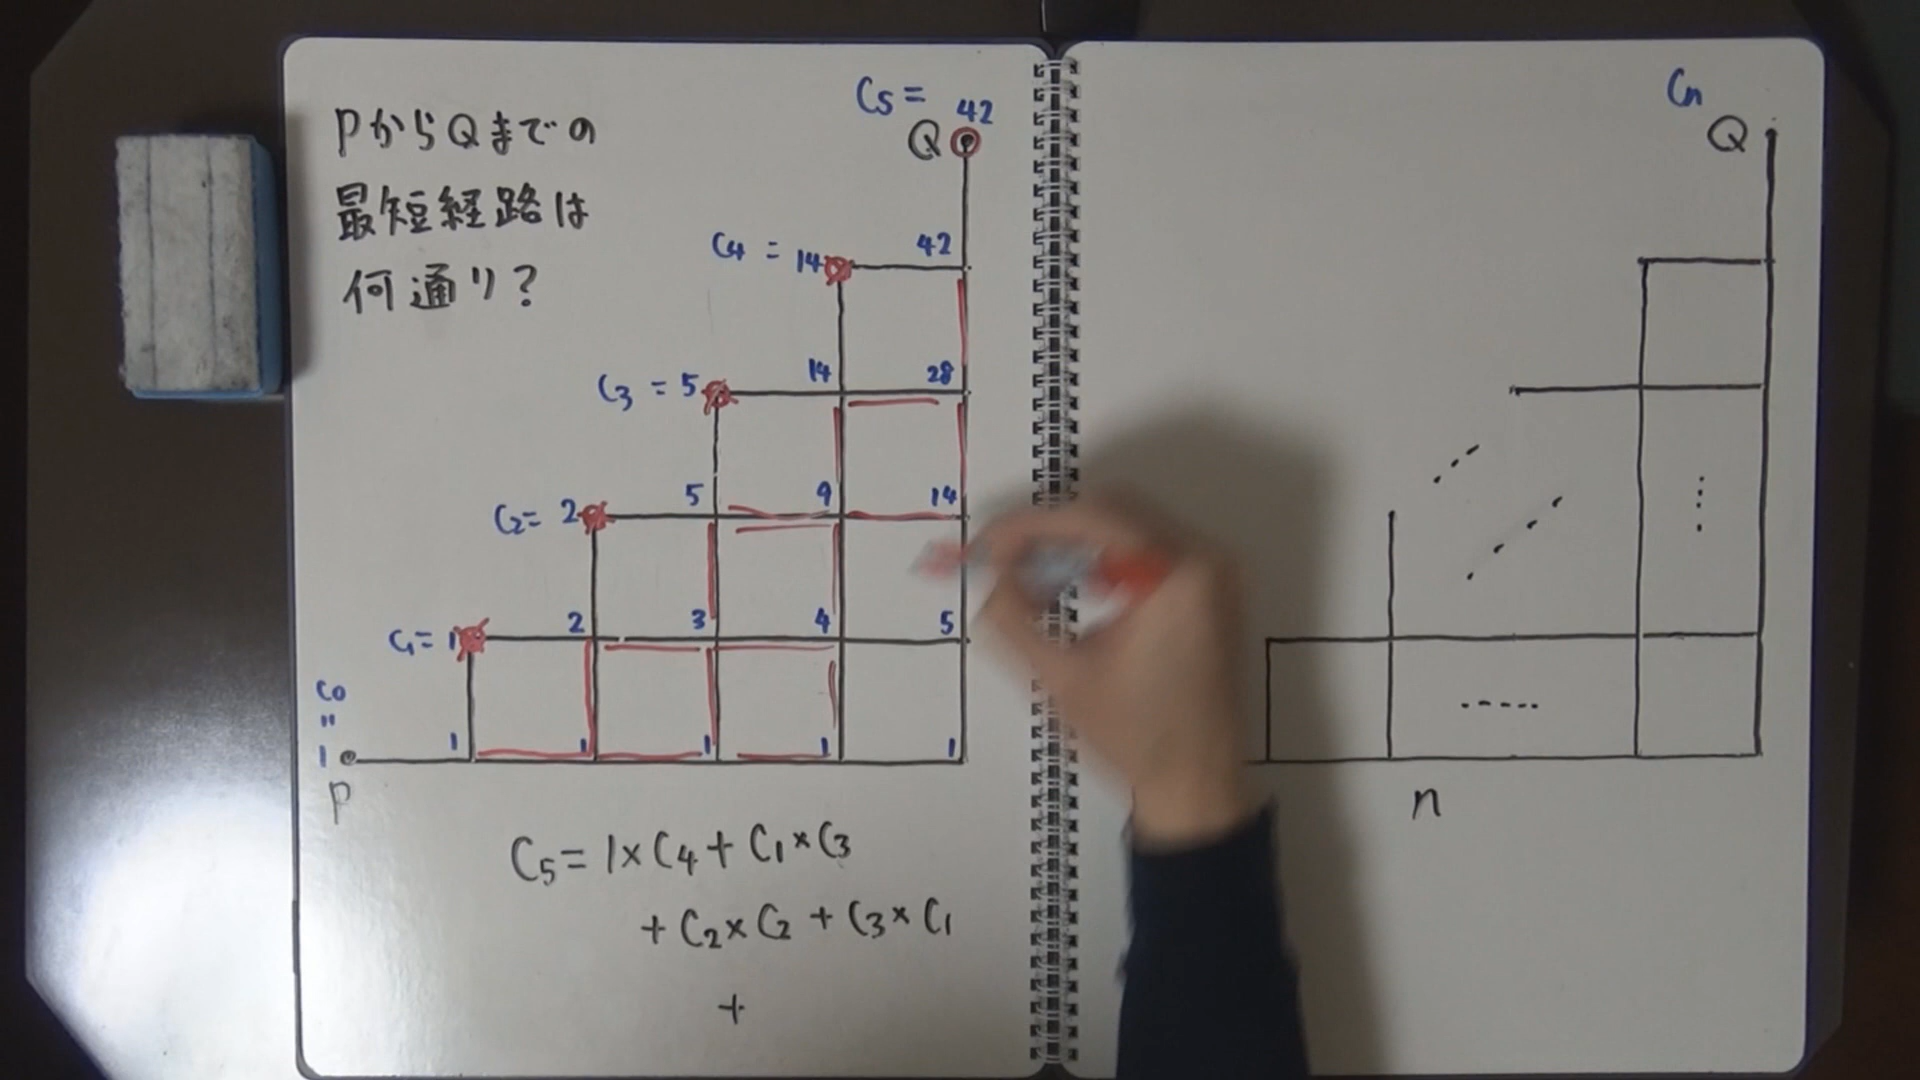 PからQまでの
最短経路は
何通り?
C5 = 42
Q
C4 = 14
42
C3 = 5
14
28
C2 = 2
5
9
14
C1 = 1
2
3
4
5
C0
"
1
1
1
1
1
1
P
C5 = 1×C4 + C1×C3
+ C2×C2 + C3×C1
+
Cn
Q
n